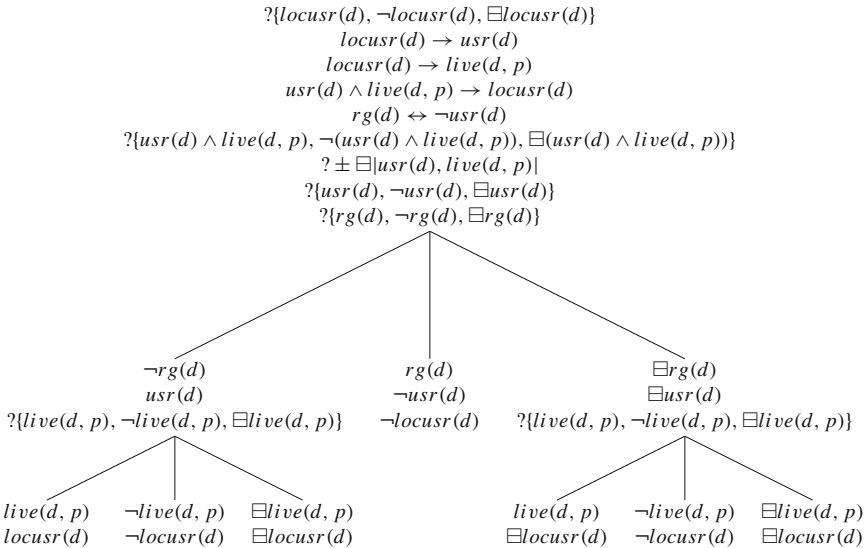 ?{locusr(d), ¬locusr(d), ⊟locusr(d)}
locusr(d) → usr(d)
locusr(d) → live(d, p)
usr(d) ∧ live(d, p) → locusr(d)
rg(d) ↔ ¬usr(d)
?{usr(d) ∧ live(d, p), ¬(usr(d) ∧ live(d, p)), ⊟(usr(d) ∧ live(d, p))}
? ± ⊟|usr(d), live(d, p)|
?{usr(d), ¬usr(d), ⊟usr(d)}
?{rg(d), ¬rg(d), ⊟rg(d)}
¬rg(d) rg(d) ⊟rg(d)
usr(d) ¬usr(d) ⊟usr(d)
?{live(d, p), ¬live(d, p), ⊟live(d, p)} ¬locusr(d) ?{live(d, p), ¬live(d, p), ⊟live(d, p)}
live(d, p) ¬live(d, p) ⊟live(d, p) live(d, p) ¬live(d, p) ⊟live(d, p)
locusr(d) ¬locusr(d) ⊟locusr(d) ⊟locusr(d) ¬locusr(d) ⊟locusr(d)